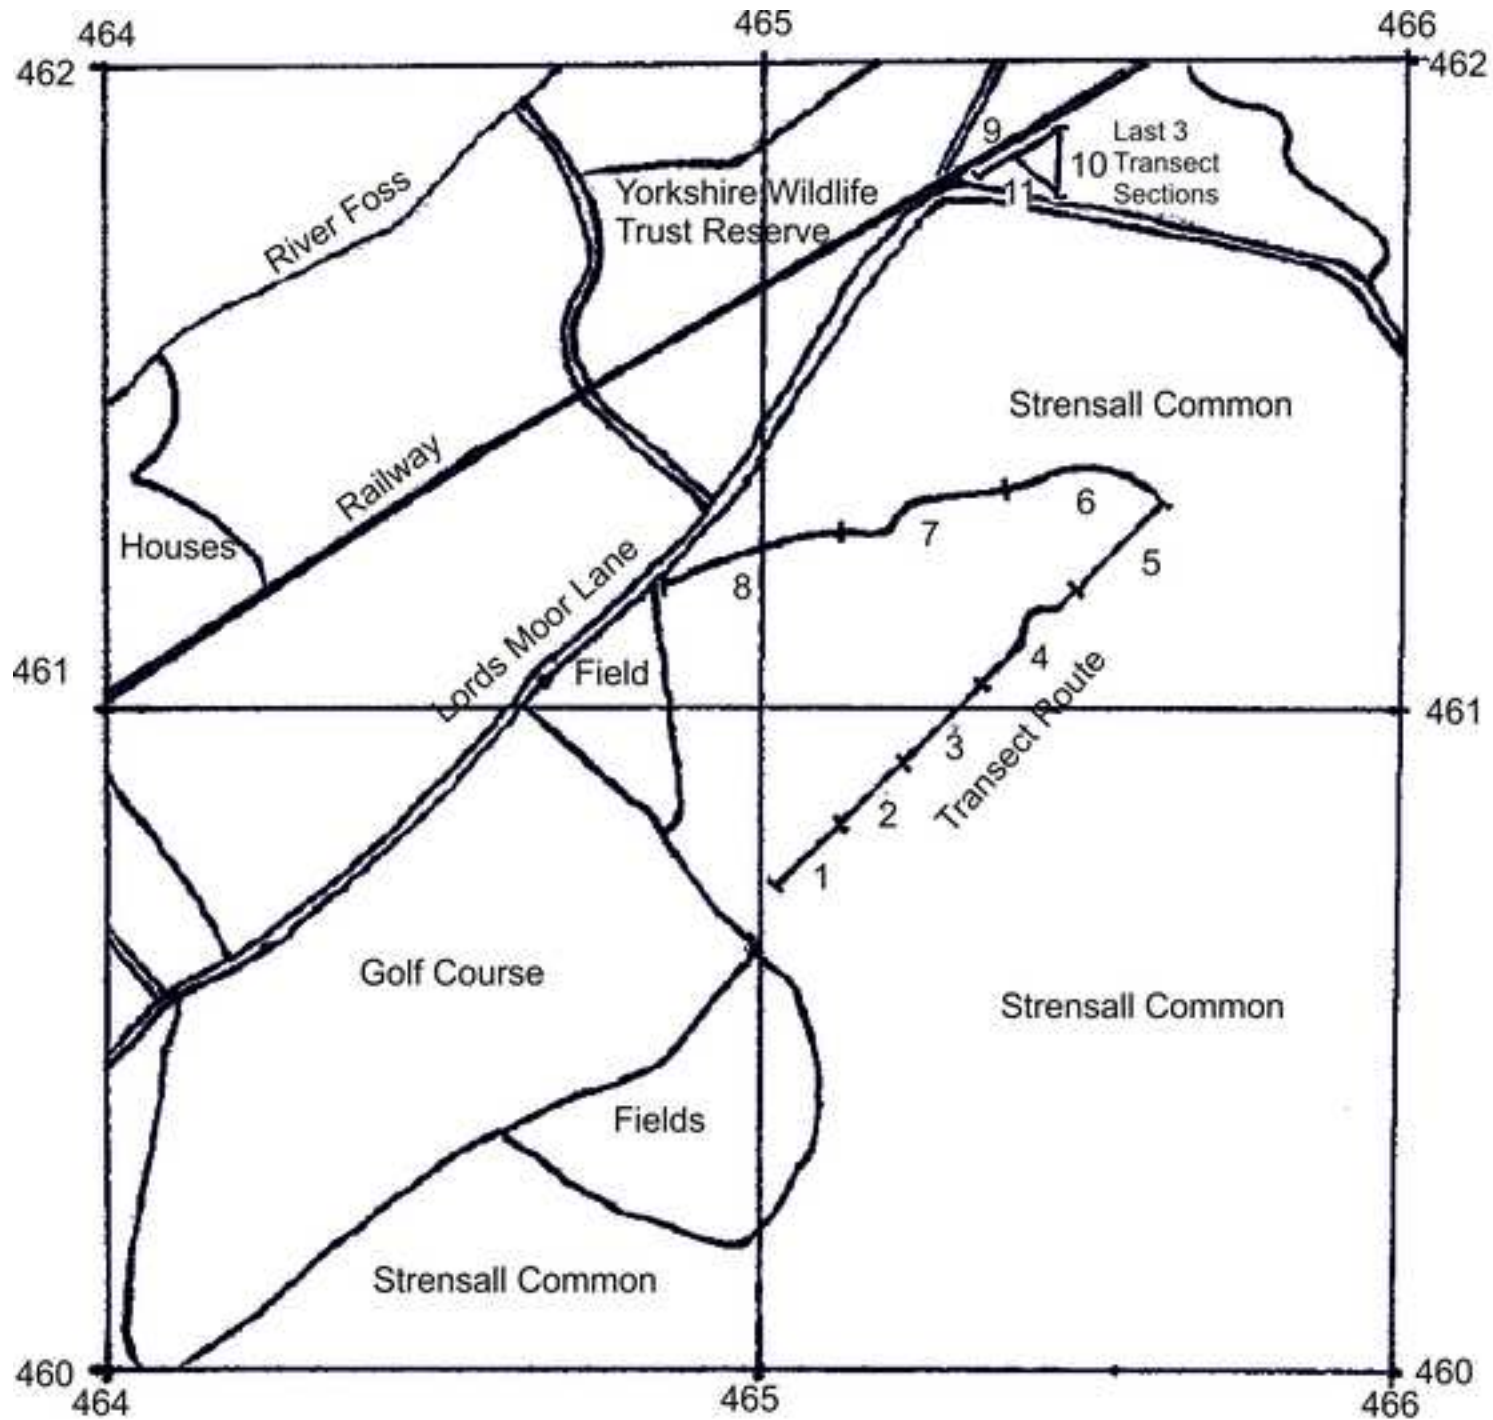 464
465
466
462
462
9
Last 3
10 Transect
Sections
11
Yorkshire Wildlife
Trust Reserve
River Foss
Strensall Common
Railway
6
7
Houses
5
8
Lords Moor Lane
4
461
Field
Transect Route
461
3
2
1
Golf Course
Strensall Common
Fields
Strensall Common
460
460
464
465
466